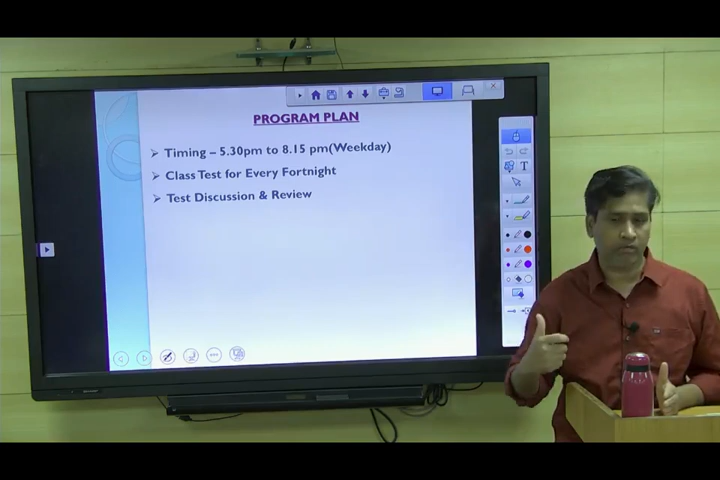 PROGRAM PLAN
➢ Timing – 5.30pm to 8.15 pm(Weekday)
➢ Class Test for Every Fortnight
➢ Test Discussion & Review
T